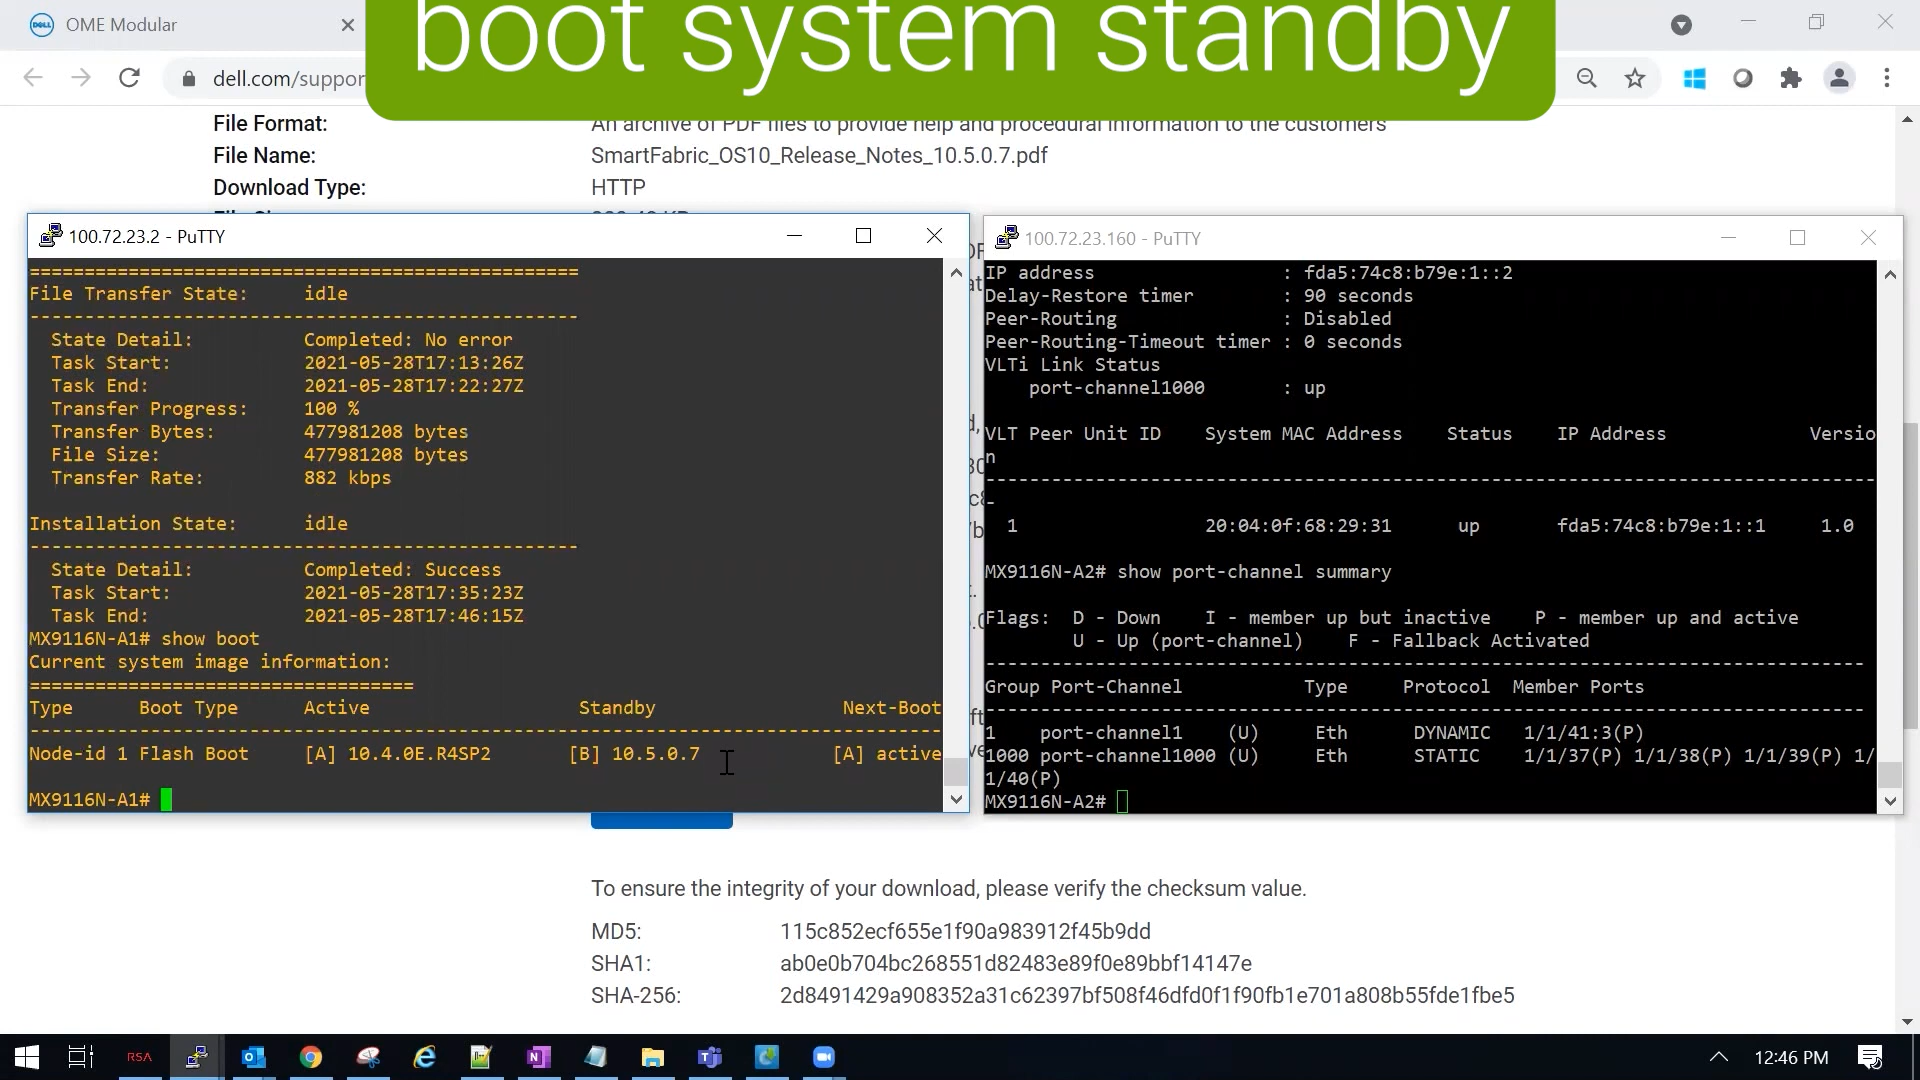 OME Modular
boot system standby
dell.com/suppor
File Format:
An archive of PDF files to provide help and procedural information to the customers
File Name:
SmartFabric_OS10_Release_Notes_10.5.0.7.pdf
Download Type:
HTTP
100.72.23.2 - PuTTY
=================================================
File Transfer State: idle
--------------------------------------------------
State Detail: Completed: No error
Task Start: 2021-05-28T17:13:26Z
Task End: 2021-05-28T17:22:27Z
Transfer Progress: 100 %
Transfer Bytes: 477981208 bytes
File Size: 477981208 bytes
Transfer Rate: 882 kbps
Installation State: idle
--------------------------------------------------
State Detail: Completed: Success
Task Start: 2021-05-28T17:35:23Z
Task End: 2021-05-28T17:46:15Z
MX9116N-A1# show boot
Current system image information:
===================================
Type Boot Type Active Standby Next-Boot
-----------------------------------------------------------------------------------
Node-id 1 Flash Boot [A] 10.4.0E.R4SP2 [B] 10.5.0.7 [A] active
MX9116N-A1#
100.72.23.160 - PuTTY
IP address : fda5:74c8:b79e:1::2
Delay-Restore timer : 90 seconds
Peer-Routing : Disabled
Peer-Routing-Timeout timer : 0 seconds
VLTi Link Status
port-channel1000 : up
VLT Peer Unit ID System MAC Address Status IP Address Versio
n
---------------------------------------------------------------------------------
-
1 20:04:0f:68:29:31 up fda5:74c8:b79e:1::1 1.0
MX9116N-A2# show port-channel summary
Flags: D - Down I - member up but inactive P - member up and active
U - Up (port-channel) F - Fallback Activated
--------------------------------------------------------------------------------
Group Port-Channel Type Protocol Member Ports
--------------------------------------------------------------------------------
1 port-channel1 (U) Eth DYNAMIC 1/1/41:3(P)
1000 port-channel1000 (U) Eth STATIC 1/1/37(P) 1/1/38(P) 1/1/39(P) 1/
1/40(P)
MX9116N-A2#
To ensure the integrity of your download, please verify the checksum value.
MD5: 115c852ecf655e1f90a983912f45b9dd
SHA1: ab0e0b704bc268551d82483e89f0e89bbf14147e
SHA-256: 2d8491429a908352a31c62397bf508f46dfd0f1f90fb1e701a808b55fde1fbe5
RSA
12:46 PM